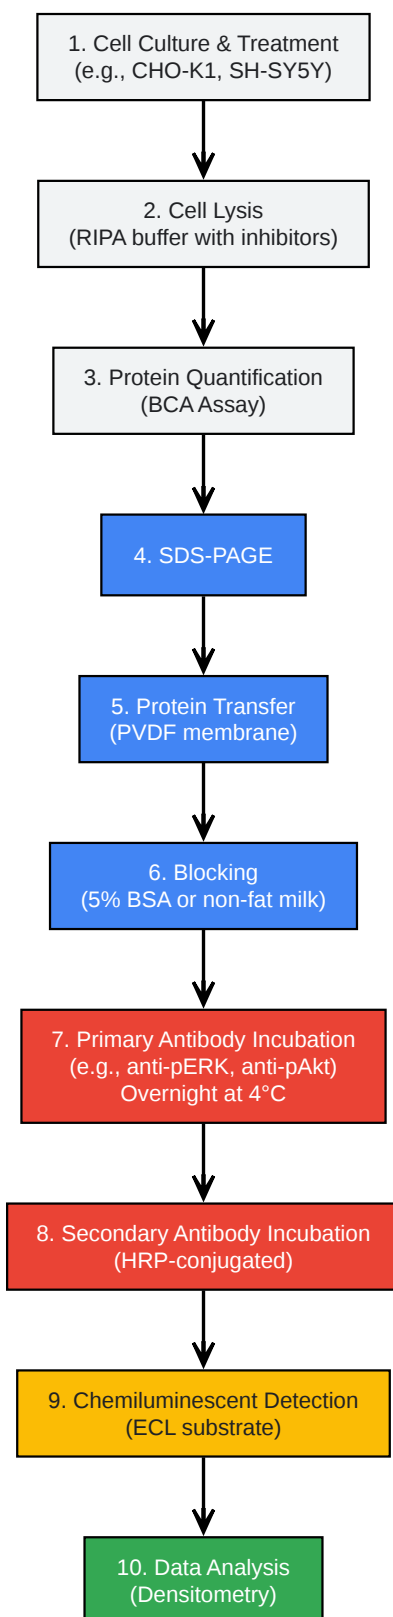 1. Cell Culture & Treatment
(e.g., CHO-K1, SH-SY5Y)
2. Cell Lysis
(RIPA buffer with inhibitors)
3. Protein Quantification
(BCA Assay)
4. SDS-PAGE
5. Protein Transfer
(PVDF membrane)
6. Blocking
(5% BSA or non-fat milk)
7. Primary Antibody Incubation
(e.g., anti-pERK, anti-pAkt)
Overnight at 4°C
8. Secondary Antibody Incubation
(HRP-conjugated)
9. Chemiluminescent Detection
(ECL substrate)
10. Data Analysis
(Densitometry)